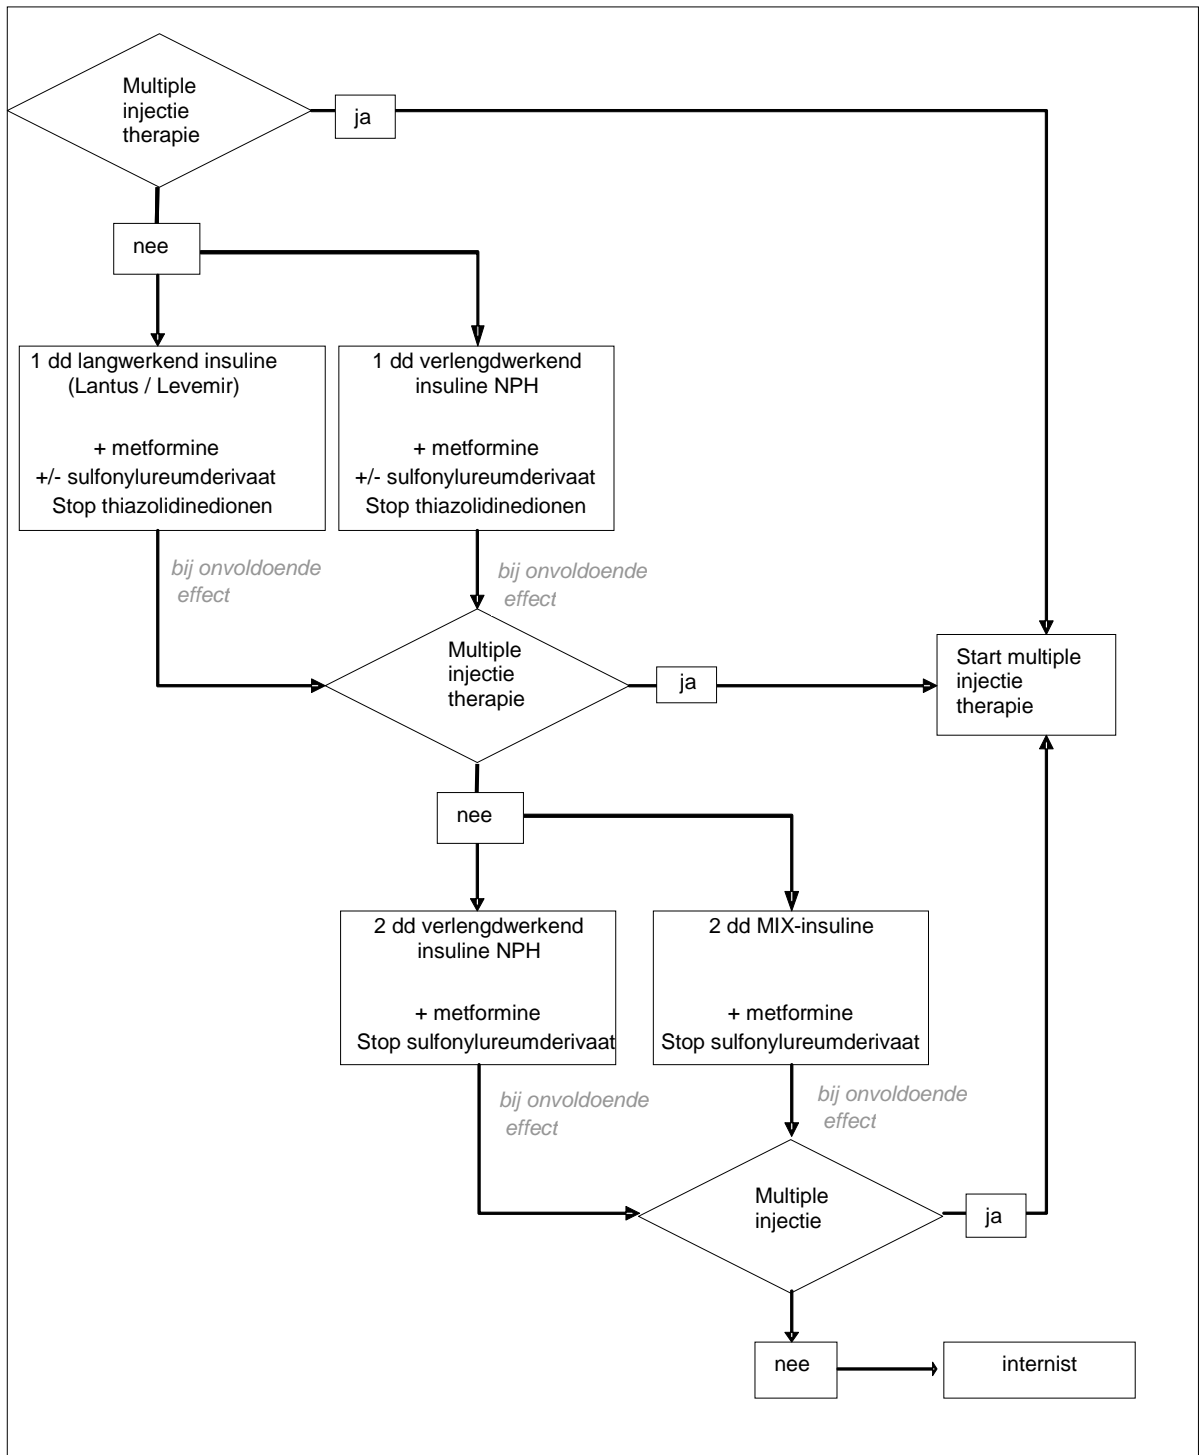 Multiple
injectie
therapie
ja
nee
1 dd langwerkend insuline
(Lantus / Levemir)
+ metformine
+/- sulfonylureumderivaat
Stop thiazolidinedionen
1 dd verlengdwerkend
insuline NPH
+ metformine
+/- sulfonylureumderivaat
Stop thiazolidinedionen
bij onvoldoende
effect
bij onvoldoende
effect
Multiple
injectie
therapie
ja
Start multiple
injectie
therapie
nee
2 dd verlengdwerkend
insuline NPH
+ metformine
Stop sulfonylureumderivaat
2 dd MIX-insuline
+ metformine
Stop sulfonylureumderivaat
bij onvoldoende
effect
bij onvoldoende
effect
Multiple
injectie
ja
nee
internist